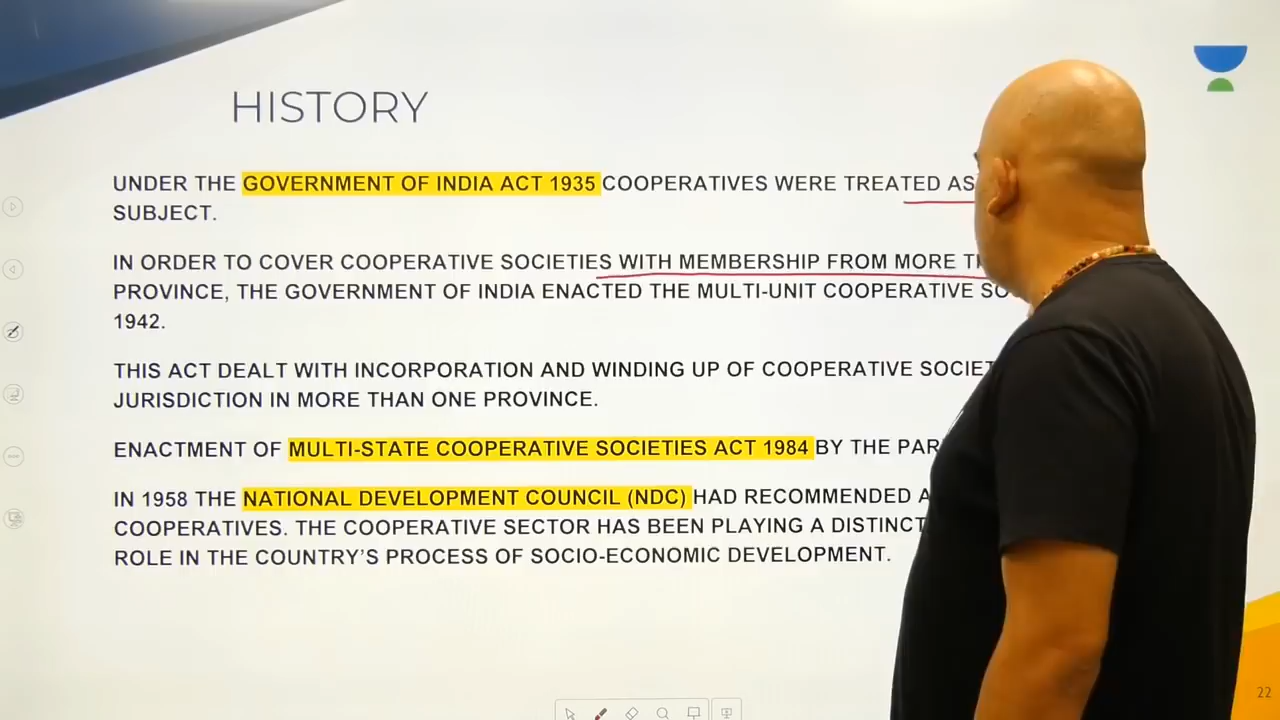 HISTORY
UNDER THE GOVERNMENT OF INDIA ACT 1935 COOPERATIVES WERE TREATED AS
SUBJECT.
IN ORDER TO COVER COOPERATIVE SOCIETIES WITH MEMBERSHIP FROM MORE
PROVINCE, THE GOVERNMENT OF INDIA ENACTED THE MULTI-UNIT COOPERATIVE
1942.
THIS ACT DEALT WITH INCORPORATION AND WINDING UP OF COOPERATIVE
JURISDICTION IN MORE THAN ONE PROVINCE.
ENACTMENT OF MULTI-STATE COOPERATIVE SOCIETIES ACT 1984 BY THE
IN 1958 THE NATIONAL DEVELOPMENT COUNCIL (NDC) HAD RECOMMENDED
COOPERATIVES. THE COOPERATIVE SECTOR HAS BEEN PLAYING A DISTINCT
ROLE IN THE COUNTRY'S PROCESS OF SOCIO-ECONOMIC DEVELOPMENT.
22